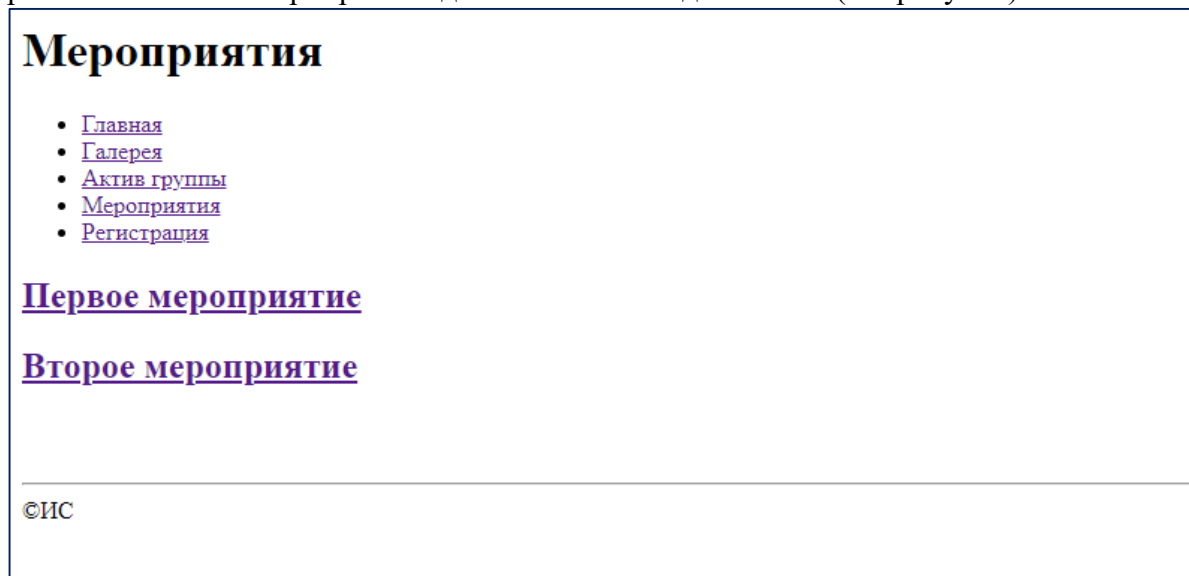 Мероприятия
Главная
Галерея
Актив группы
Мероприятия
Регистрация
Первое мероприятие
Второе мероприятие
©ИС